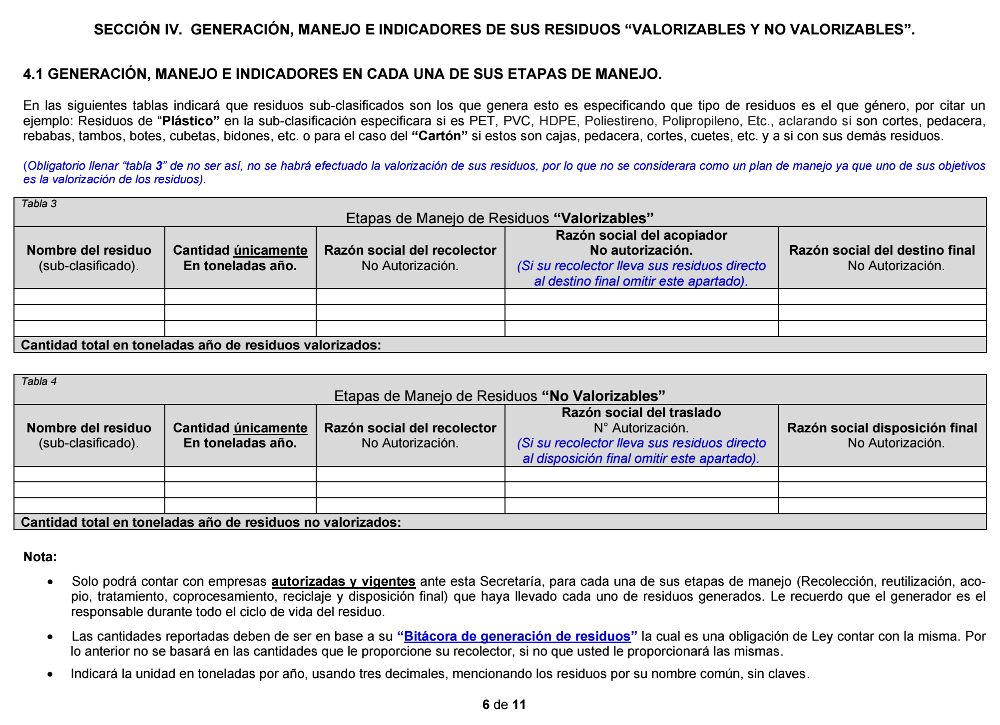 SECCIÓN IV.  GENERACIÓN, MANEJO E INDICADORES DE SUS RESIDUOS “VALORIZABLES Y NO VALORIZABLES”.
4.1 GENERACIÓN, MANEJO E INDICADORES EN CADA UNA DE SUS ETAPAS DE MANEJO.
En las siguientes tablas indicará que residuos sub-clasificados son los que genera esto es especificando que tipo de residuos es el que género, por citar un
ejemplo: Residuos de “Plástico” en la sub-clasificación especificara si es PET, PVC, HDPE, Poliestireno, Polipropileno, Etc., aclarando si son cortes, pedacera,
rebabas, tambos, botes, cubetas, bidones, etc. o para el caso del “Cartón” si estos son cajas, pedacera, cortes, cuetes, etc. y a si con sus demás residuos.
(Obligatorio llenar “tabla 3” de no ser así, no se habrá efectuado la valorización de sus residuos, por lo que no se considerara como un plan de manejo ya que uno de sus objetivos
es la valorización de los residuos).
Tabla 3
Etapas de Manejo de Residuos “Valorizables”
Nombre del residuo
(sub-clasificado).
Cantidad únicamente
En toneladas año.
Razón social del recolector
No Autorización.
Razón social del acopiador
No autorización.
(Si su recolector lleva sus residuos directo
al destino final omitir este apartado).
Razón social del destino final
No Autorización.
Cantidad total en toneladas año de residuos valorizados:
Tabla 4
Etapas de Manejo de Residuos “No Valorizables”
Nombre del residuo
(sub-clasificado).
Cantidad únicamente
En toneladas año.
Razón social del recolector
No Autorización.
Razón social del traslado
N° Autorización.
(Si su recolector lleva sus residuos directo
al disposición final omitir este apartado).
Razón social disposición final
No Autorización.
Cantidad total en toneladas año de residuos no valorizados:
Nota:
• Solo podrá contar con empresas autorizadas y vigentes ante esta Secretaría, para cada una de sus etapas de manejo (Recolección, reutilización, aco-
pio, tratamiento, coprocesamiento, reciclaje y disposición final) que haya llevado cada uno de residuos generados. Le recuerdo que el generador es el
responsable durante todo el ciclo de vida del residuo.
• Las cantidades reportadas deben de ser en base a su “Bitácora de generación de residuos” la cual es una obligación de Ley contar con la misma. Por
lo anterior no se basará en las cantidades que le proporcione su recolector, si no que usted le proporcionará las mismas.
• Indicará la unidad en toneladas por año, usando tres decimales, mencionando los residuos por su nombre común, sin claves.
6 de 11